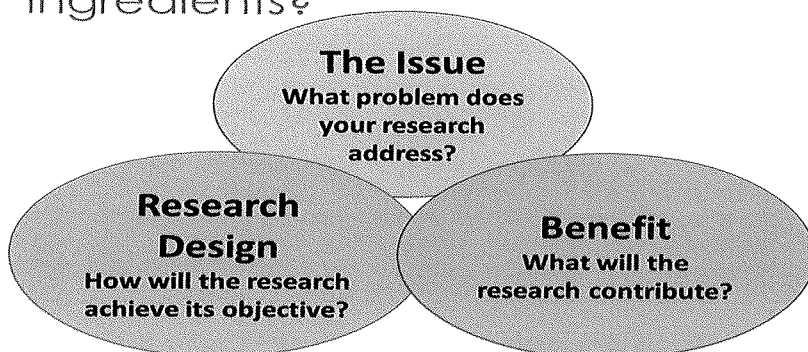 ingredients?
The Issue
What problem does
your research
address?
Research
Design
How will the research
achieve its objective?
Benefit
What will the
research contribute?